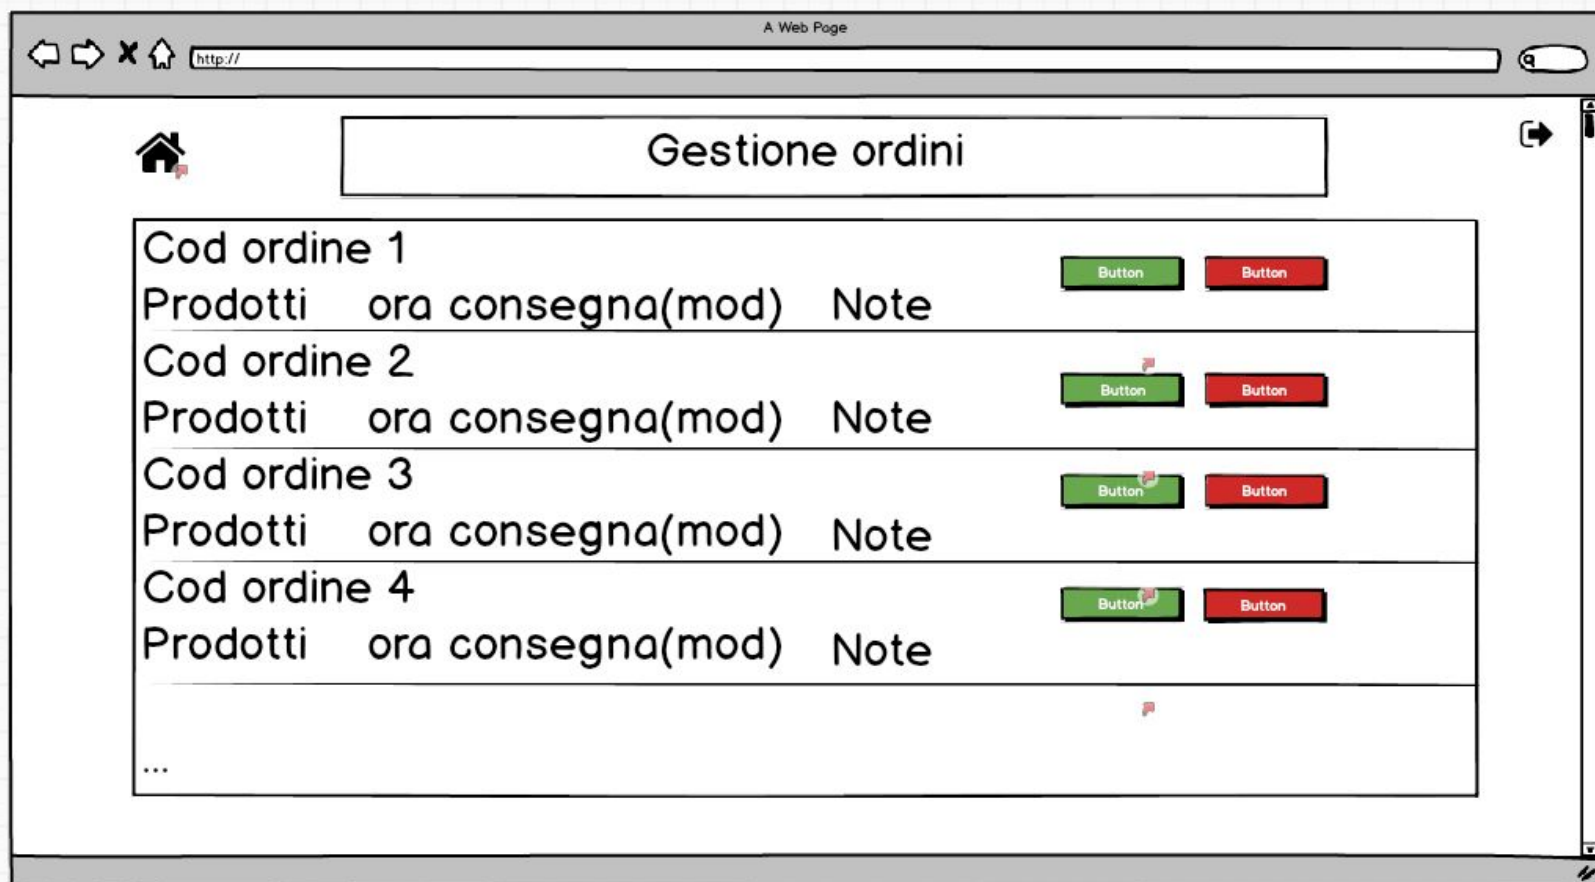 A Web Page
http://
Gestione ordini
Cod ordine 1
Button Button
Prodotti ora consegna(mod) Note
Cod ordine 2
Button Button
Prodotti ora consegna(mod) Note
Cod ordine 3
Button Button
Prodotti ora consegna(mod) Note
Cod ordine 4
Button Button
Prodotti ora consegna(mod) Note
...